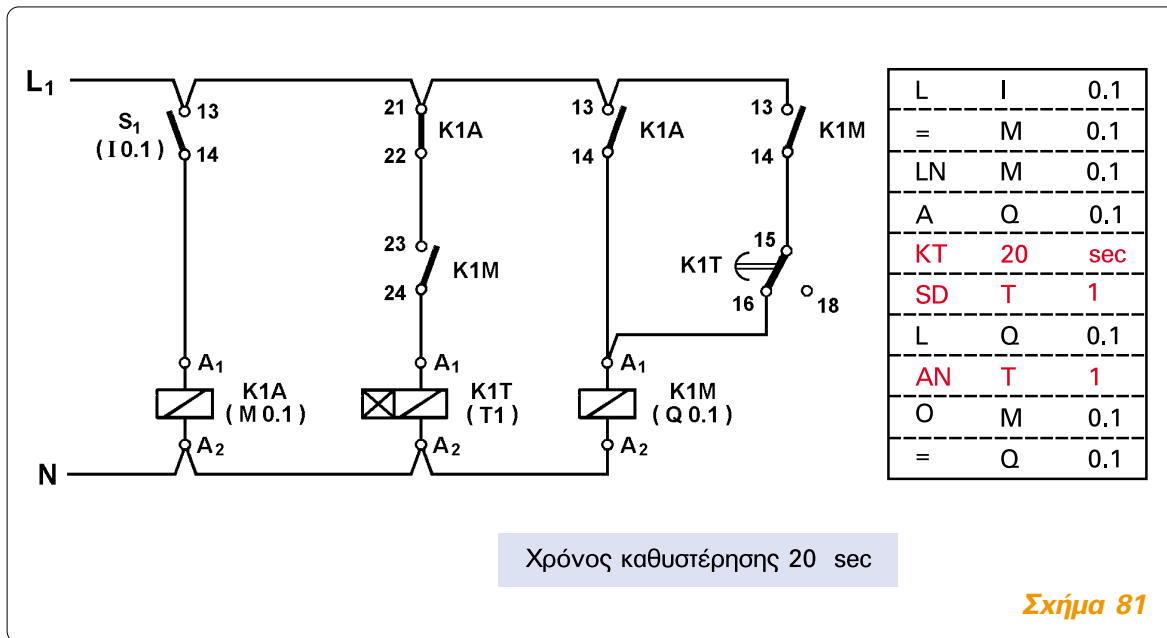 L1
13
S1
( I 0.1 )
14
21
K1A
22
23
K1M
24
13
K1A
14
13
K1M
14
15
K1T
16
18
A1
K1A
( M 0.1 )
A2
A1
K1T
( T1 )
A2
A1
K1M
( Q 0.1 )
A2
N
L I 0.1
= M 0.1
LN M 0.1
A Q 0.1
KT 20 sec
SD T 1
L Q 0.1
AN T 1
O M 0.1
= Q 0.1
Χρόνος καθυστέρησης 20 sec
Σχήμα 81